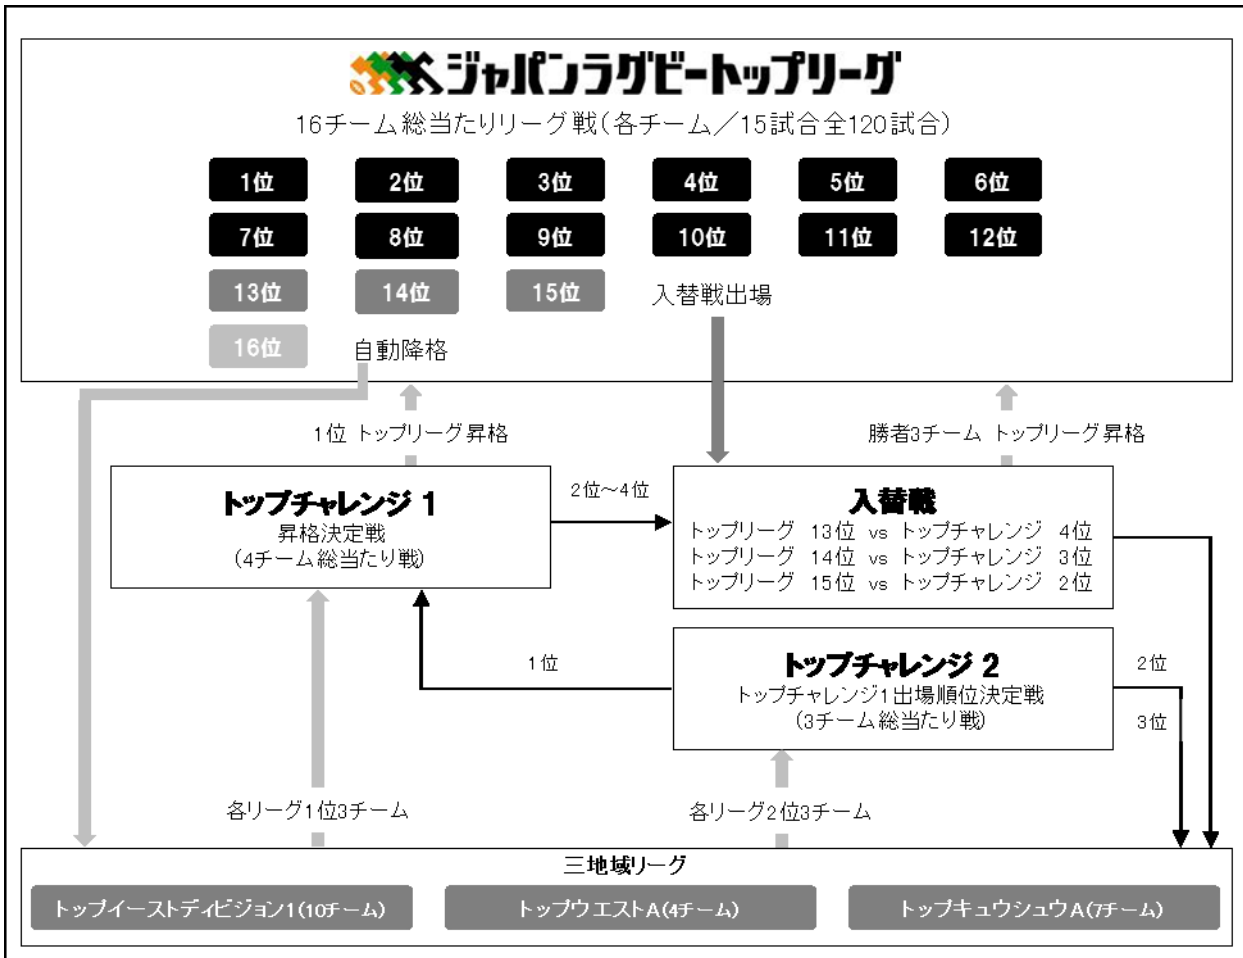 ジャパンラグビートップリーグ
16チーム総当たりリーグ戦(各チーム/15試合全120試合)
1位 2位 3位 4位 5位 6位
7位 8位 9位 10位 11位 12位
13位 14位 15位 入替戦出場
16位 自動降格
1位 トップリーグ昇格
勝者3チーム トップリーグ昇格
トップチャレンジ 1
昇格決定戦
(4チーム総当たり戦)
2位～4位
入替戦
トップリーグ 13位 vs トップチャレンジ 4位
トップリーグ 14位 vs トップチャレンジ 3位
トップリーグ 15位 vs トップチャレンジ 2位
1位
トップチャレンジ 2
トップチャレンジ1出場順位決定戦
(3チーム総当たり戦)
2位
3位
各リーグ1位3チーム
各リーグ2位3チーム
三地域リーグ
トップイーストディビジョン1(10チーム)
トップウエストA(4チーム)
トップキュウシュウA(7チーム)